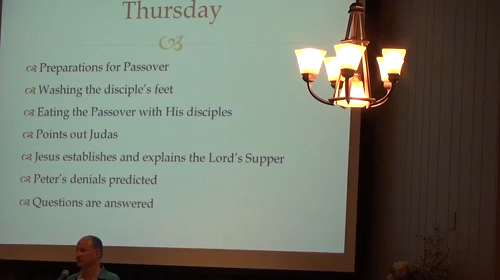 Thursday
Preparations for Passover
Washing the disciple's feet
Eating the Passover with His disciples
Points out Judas
Jesus establishes and explains the Lord's Supper
Peter's denials predicted
Questions are answered